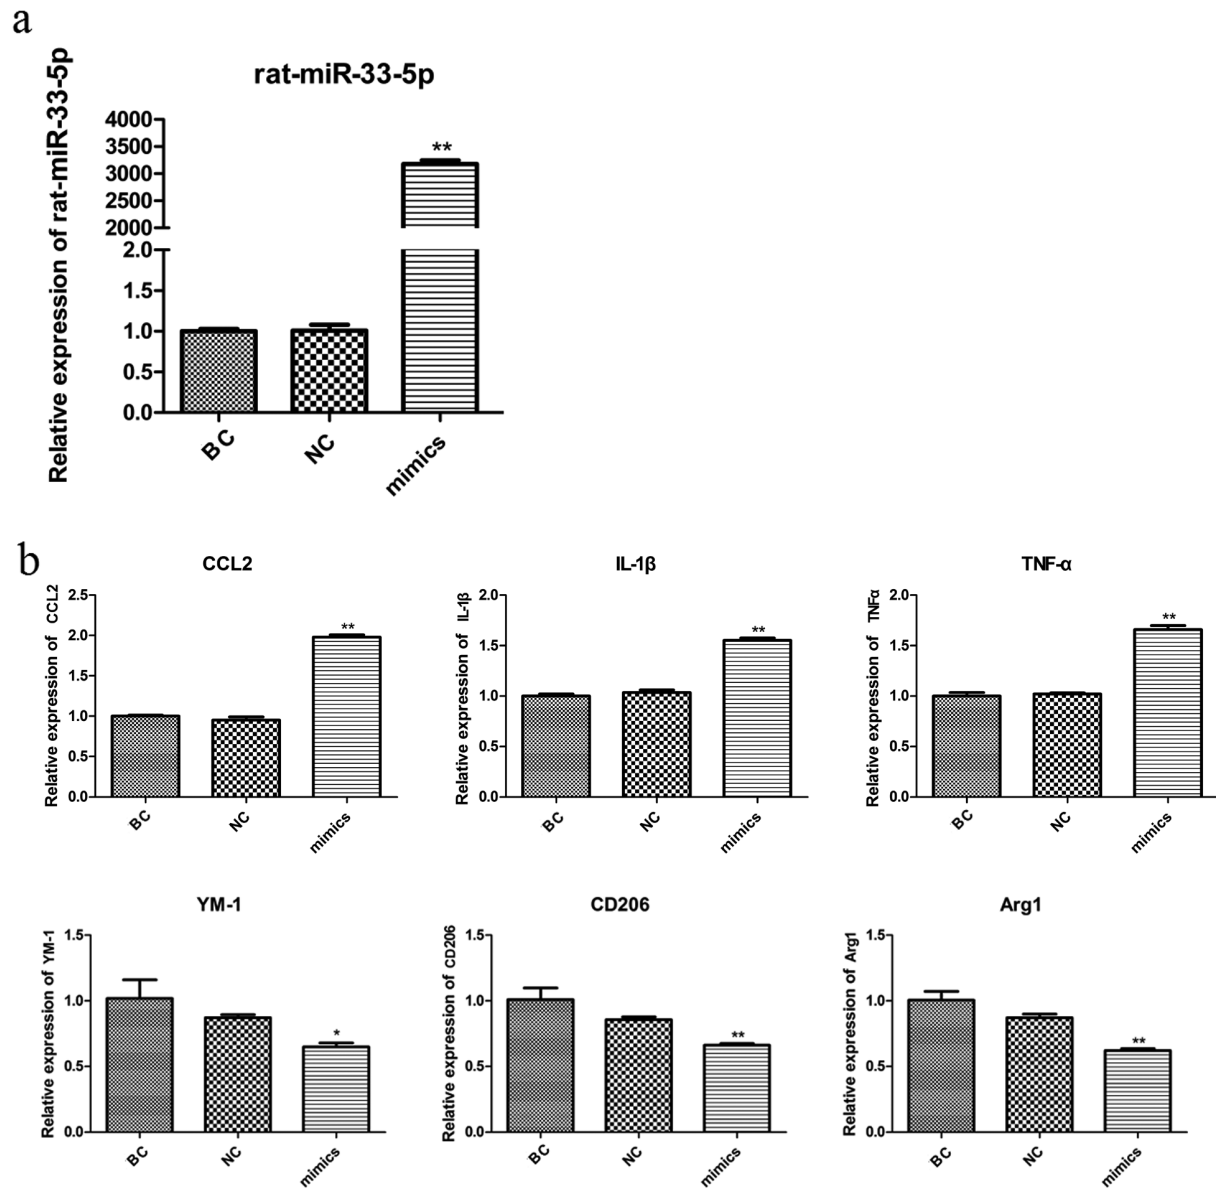 a
rat-miR-33-5p
Relative expression of rat-miR-33-5p
4000
3500
3000
2500
2000
2.0
1.5
1.0
0.5
0.0
**
BC
NC
mimics
b
CCL2
Relative expression of CCL2
2.5
2.0
1.5
1.0
0.5
0.0
**
BC
NC
mimics
IL-1β
Relative expression of IL-1β
2.0
1.5
1.0
0.5
0.0
**
BC
NC
mimics
TNF-α
Relative expression of TNFα
2.0
1.5
1.0
0.5
0.0
**
BC
NC
mimics
YM-1
Relative expression of YM-1
1.5
1.0
0.5
0.0
*
BC
NC
mimics
CD206
Relative expression of CD206
1.5
1.0
0.5
0.0
**
BC
NC
mimics
Arg1
Relative expression of Arg1
1.5
1.0
0.5
0.0
**
BC
NC
mimics